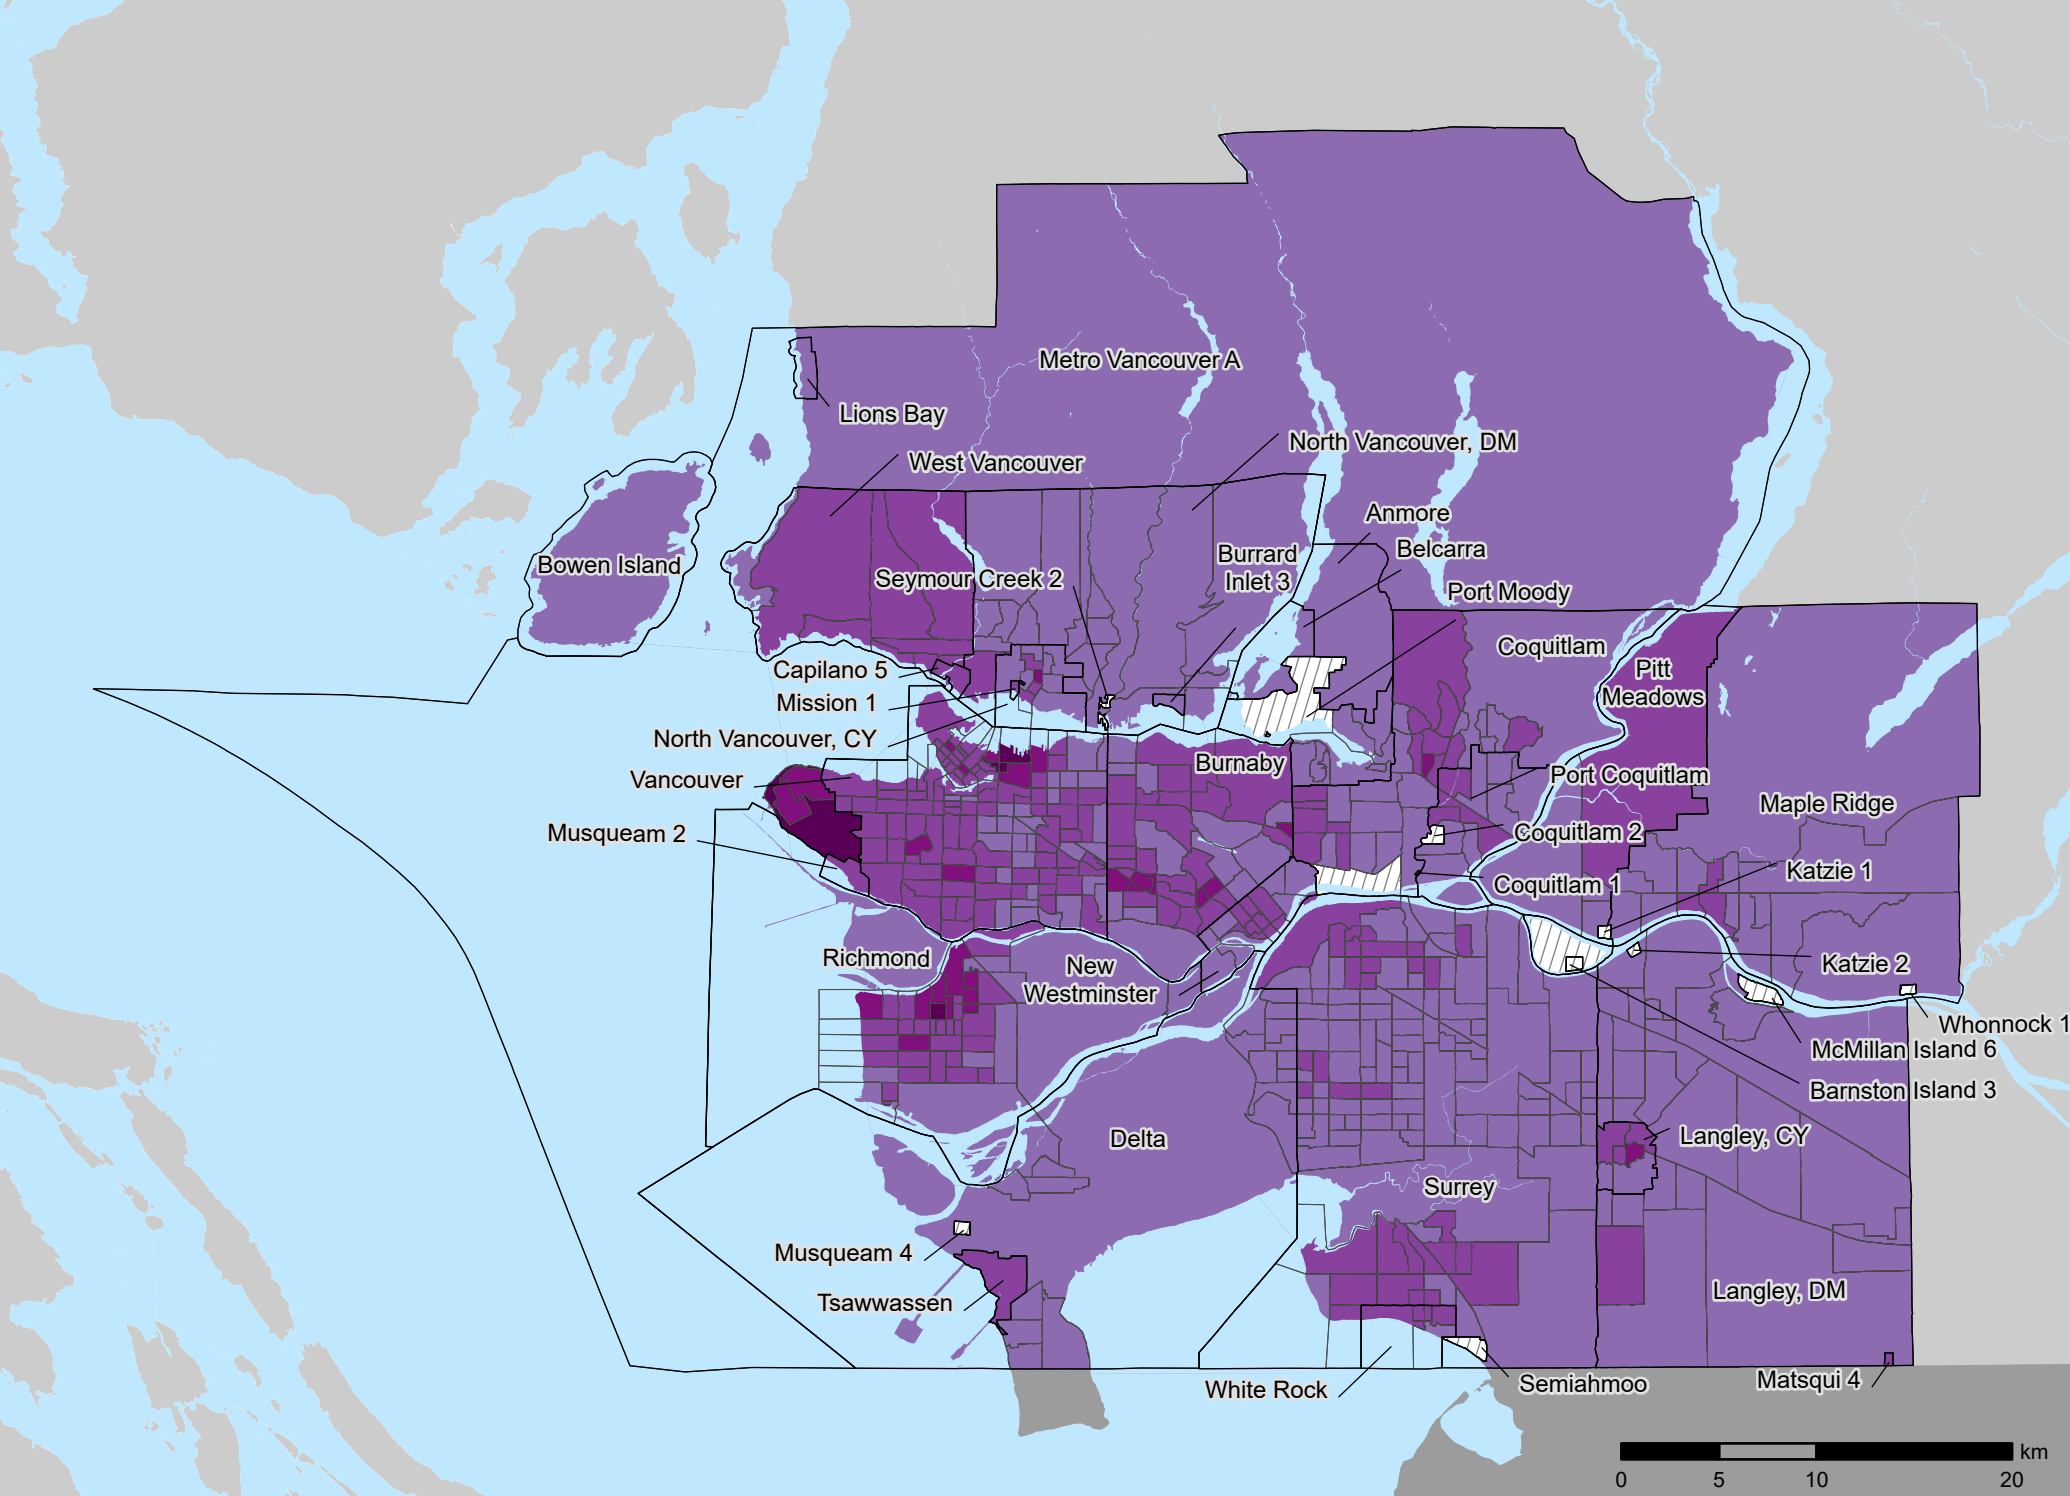 Metro Vancouver A
Lions Bay
North Vancouver, DM
West Vancouver
Anmore
Belcarra
Burrard
Inlet 3
Bowen Island
Seymour Creek 2
Port Moody
Coquitlam
Pitt
Meadows
Capilano 5
Mission 1
North Vancouver, CY
Vancouver
Burnaby
Port Coquitlam
Maple Ridge
Musqueam 2
Coquitlam 2
Katzie 1
Coquitlam 1
Richmond
New
Westminster
Katzie 2
Whonnock 1
McMillan Island 6
Barnston Island 3
Delta
Langley, CY
Surrey
Musqueam 4
Tsawwassen
Langley, DM
White Rock
Semiahmoo
Matsqui 4
km
0 5 10 20